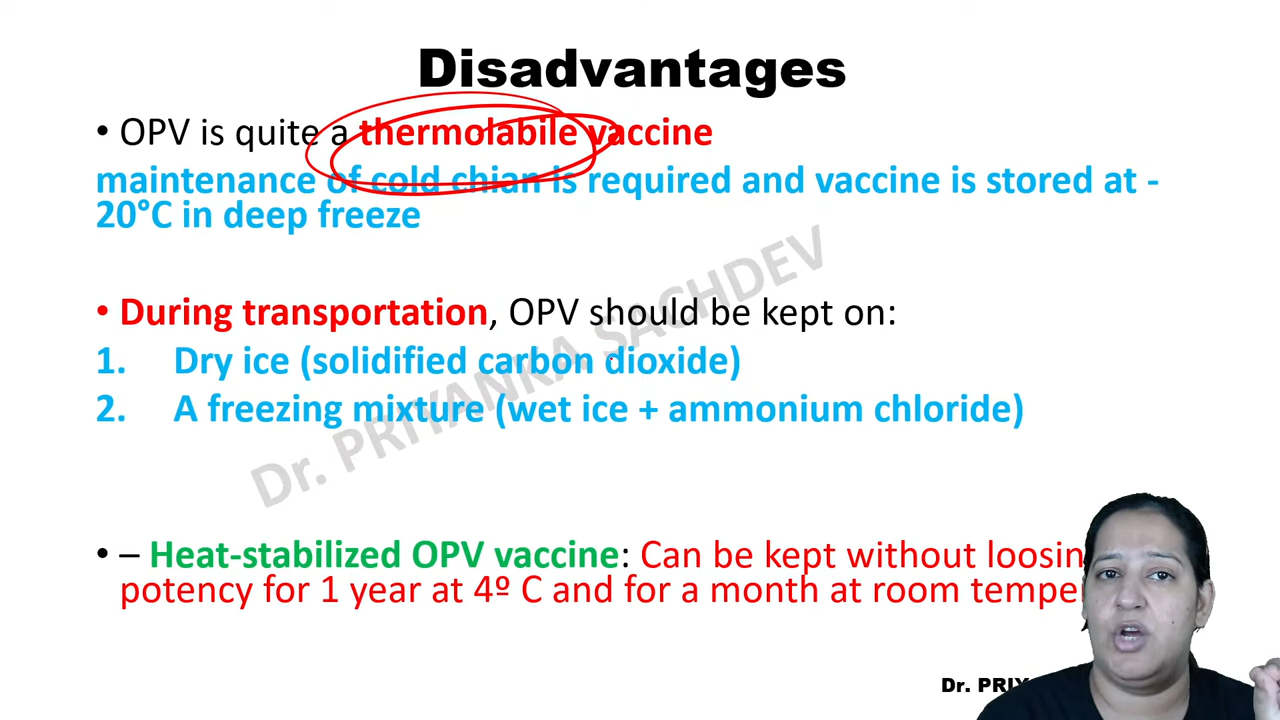 Disadvantages
• OPV is quite a thermolabile vaccine
maintenance of cold chian is required and vaccine is stored at -
20°C in deep freeze
• During transportation, OPV should be kept on:
1. Dry ice (solidified carbon dioxide)
2. A freezing mixture (wet ice + ammonium chloride)
Dr. PRIYANKA SACHDEV
• – Heat-stabilized OPV vaccine: Can be kept without
potency for 1 year at 4º C and for a month at room
Dr.